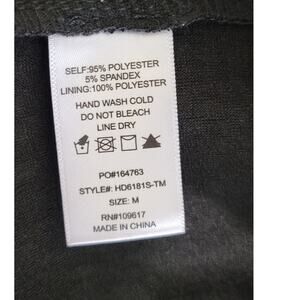 SELF:95% POLYESTER
5% SPANDEX
LINING:100% POLYESTER
HAND WASH COLD
DO NOT BLEACH
LINE DRY
PO#164763
STYLE#: HD6181S-TM
SIZE: M
RN#109617
MADE IN CHINA